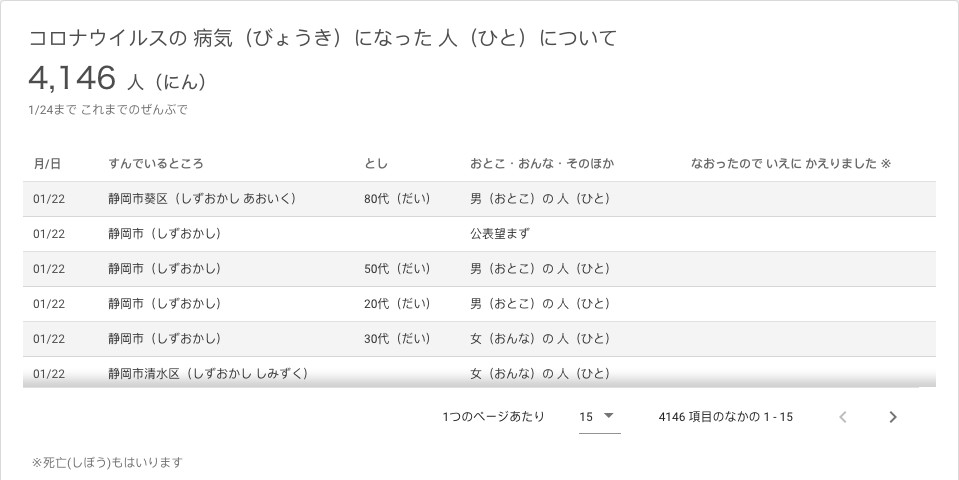 コロナウイルスの 病気（びょうき）になった 人（ひと）について
4,146 人（にん）
1/24まで これまでのぜんぶで
月/日 すんでいるところ とし おとこ・おんな・そのほか なおったので いえに かえりました ※
01/22 静岡市葵区（しずおかし あおいく） 80代（だい） 男（おとこ）の 人（ひと）
01/22 静岡市（しずおかし） 公表望まず
01/22 静岡市（しずおかし） 50代（だい） 男（おとこ）の 人（ひと）
01/22 静岡市（しずおかし） 20代（だい） 男（おとこ）の 人（ひと）
01/22 静岡市（しずおかし） 30代（だい） 女（おんな）の 人（ひと）
01/22 静岡市清水区（しずおかし しみずく） 女（おんな）の 人（ひと）
1つのページあたり 15 4146 項目のなかの 1 - 15
※死亡(しぼう)もはいります